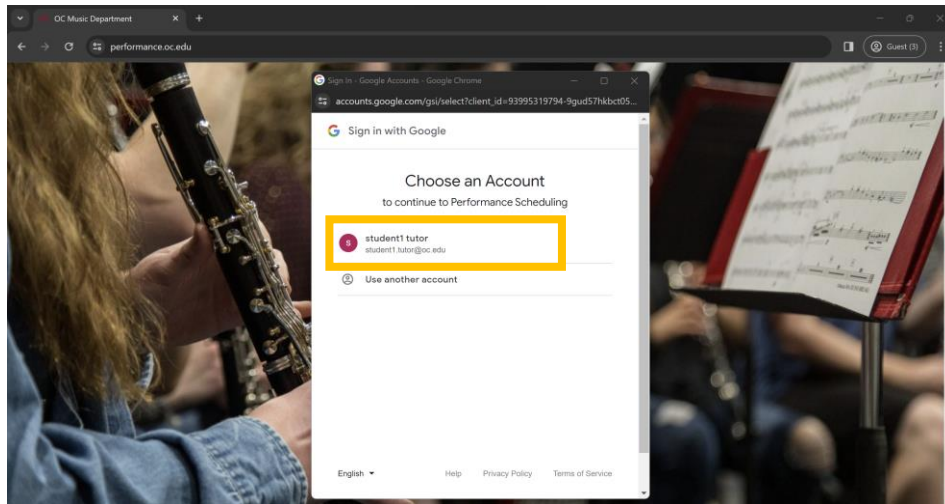 OC Music Department
performance.oc.edu
Guest (3)
Sign in - Google Accounts - Google Chrome
accounts.google.com/gsi/select?client_id=93995319794-9gud57hkbct05...
Sign in with Google
Choose an Account
to continue to Performance Scheduling
s
student1 tutor
student1.tutor@oc.edu
Use another account
English
Help Privacy Policy Terms of Service